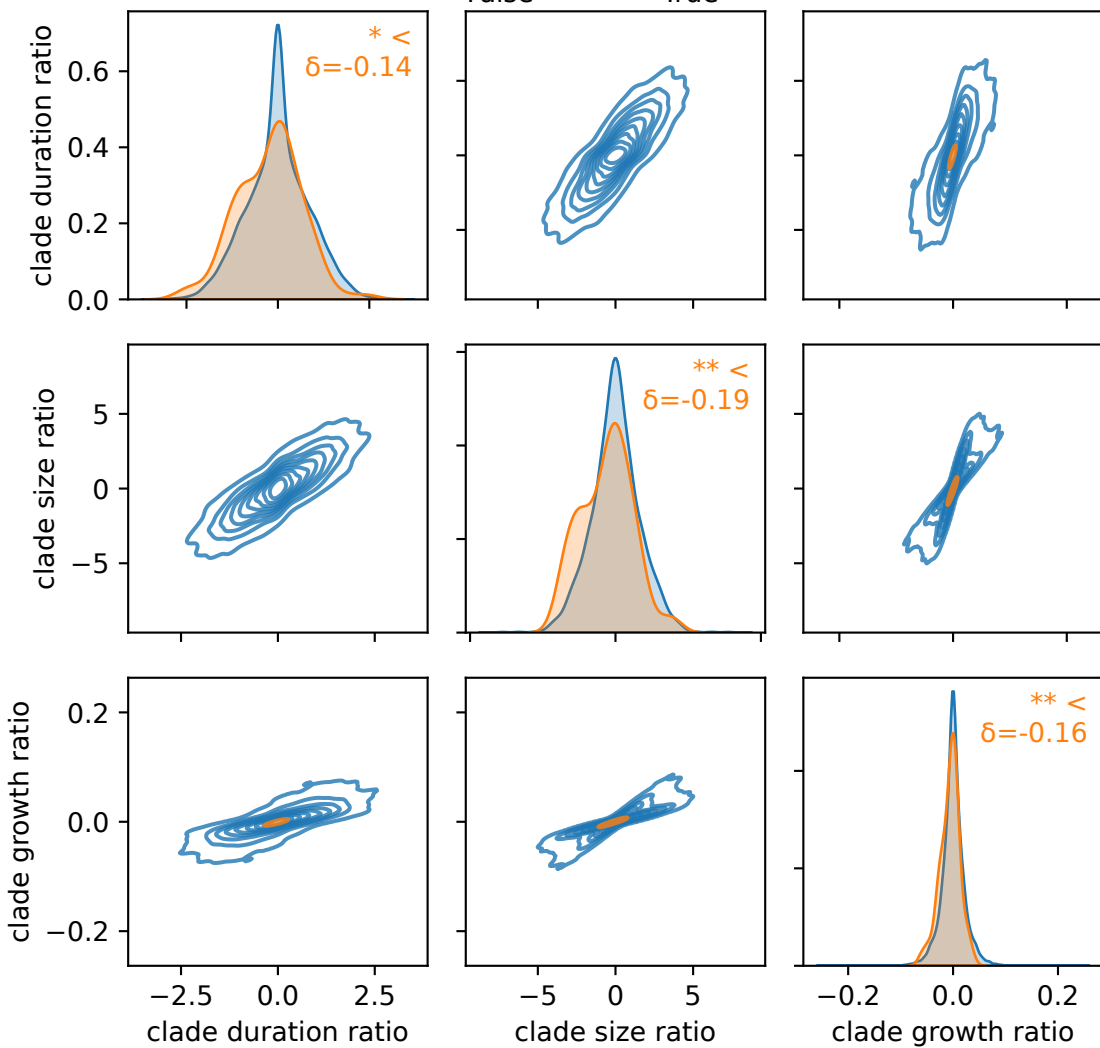 * <
δ=-0.14
clade duration ratio
0.6
0.4
0.2
0.0
** <
δ=-0.19
clade size ratio
5
0
−5
** <
δ=-0.16
clade growth ratio
0.2
0.0
−0.2
−2.5 0.0 2.5 −5 0 5 −0.2 0.0 0.2
clade duration ratio clade size ratio clade growth ratio